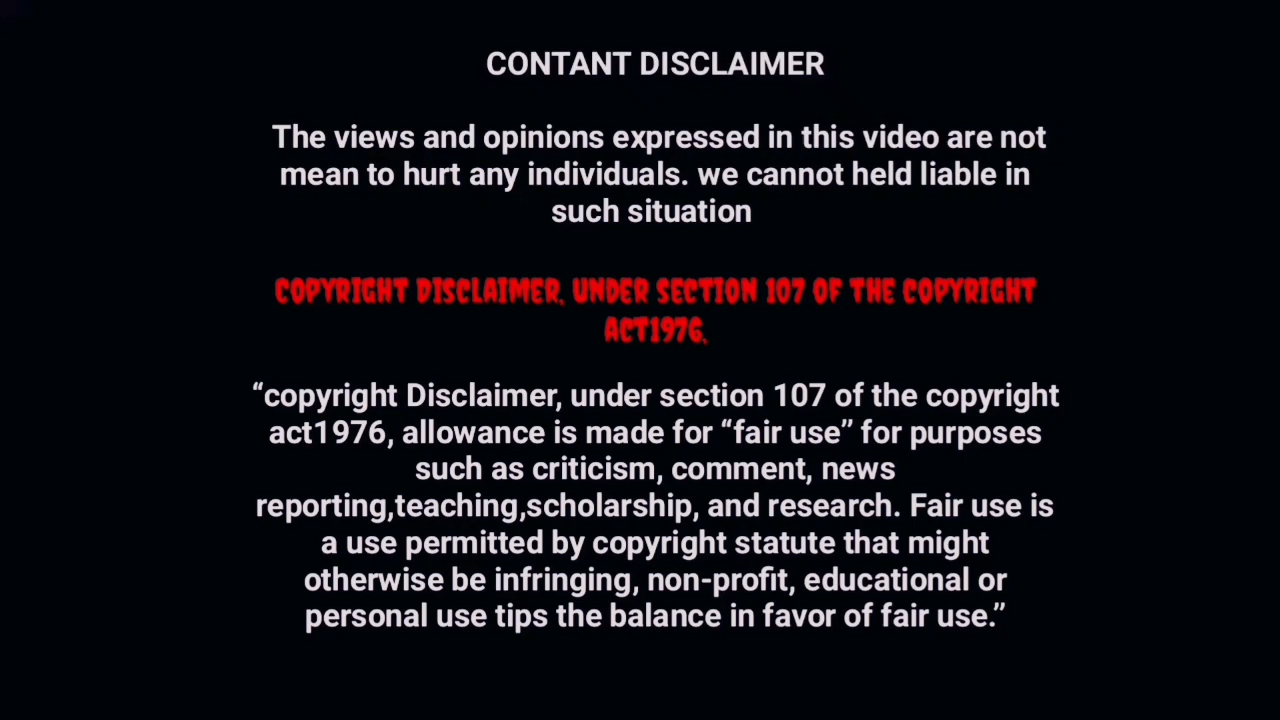 CONTANT DISCLAIMER
The views and opinions expressed in this video are not
mean to hurt any individuals. we cannot held liable in
such situation
COPYRIGHT DISCLAIMER, UNDER SECTION 107 OF THE COPYRIGHT
ACT1976,
“copyright Disclaimer, under section 107 of the copyright
act1976, allowance is made for “fair use” for purposes
such as criticism, comment, news
reporting,teaching,scholarship, and research. Fair use is
a use permitted by copyright statute that might
otherwise be infringing, non-profit, educational or
personal use tips the balance in favor of fair use.”